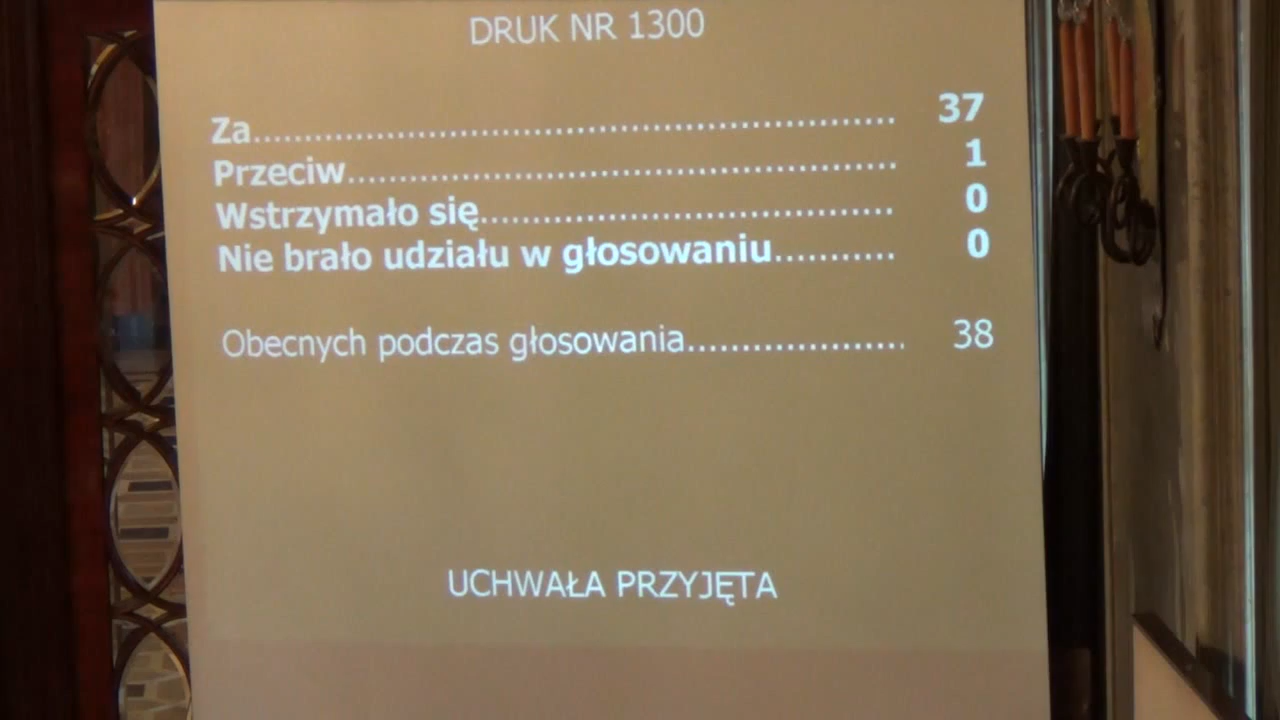 DRUK NR 1300
Za........................................................ 37
Przeciw................................................ 1
Wstrzymało się..................................... 0
Nie brało udziału w głosowaniu........... 0
Obecnych podczas głosowania.................... 38
UCHWAŁA PRZYJĘTA